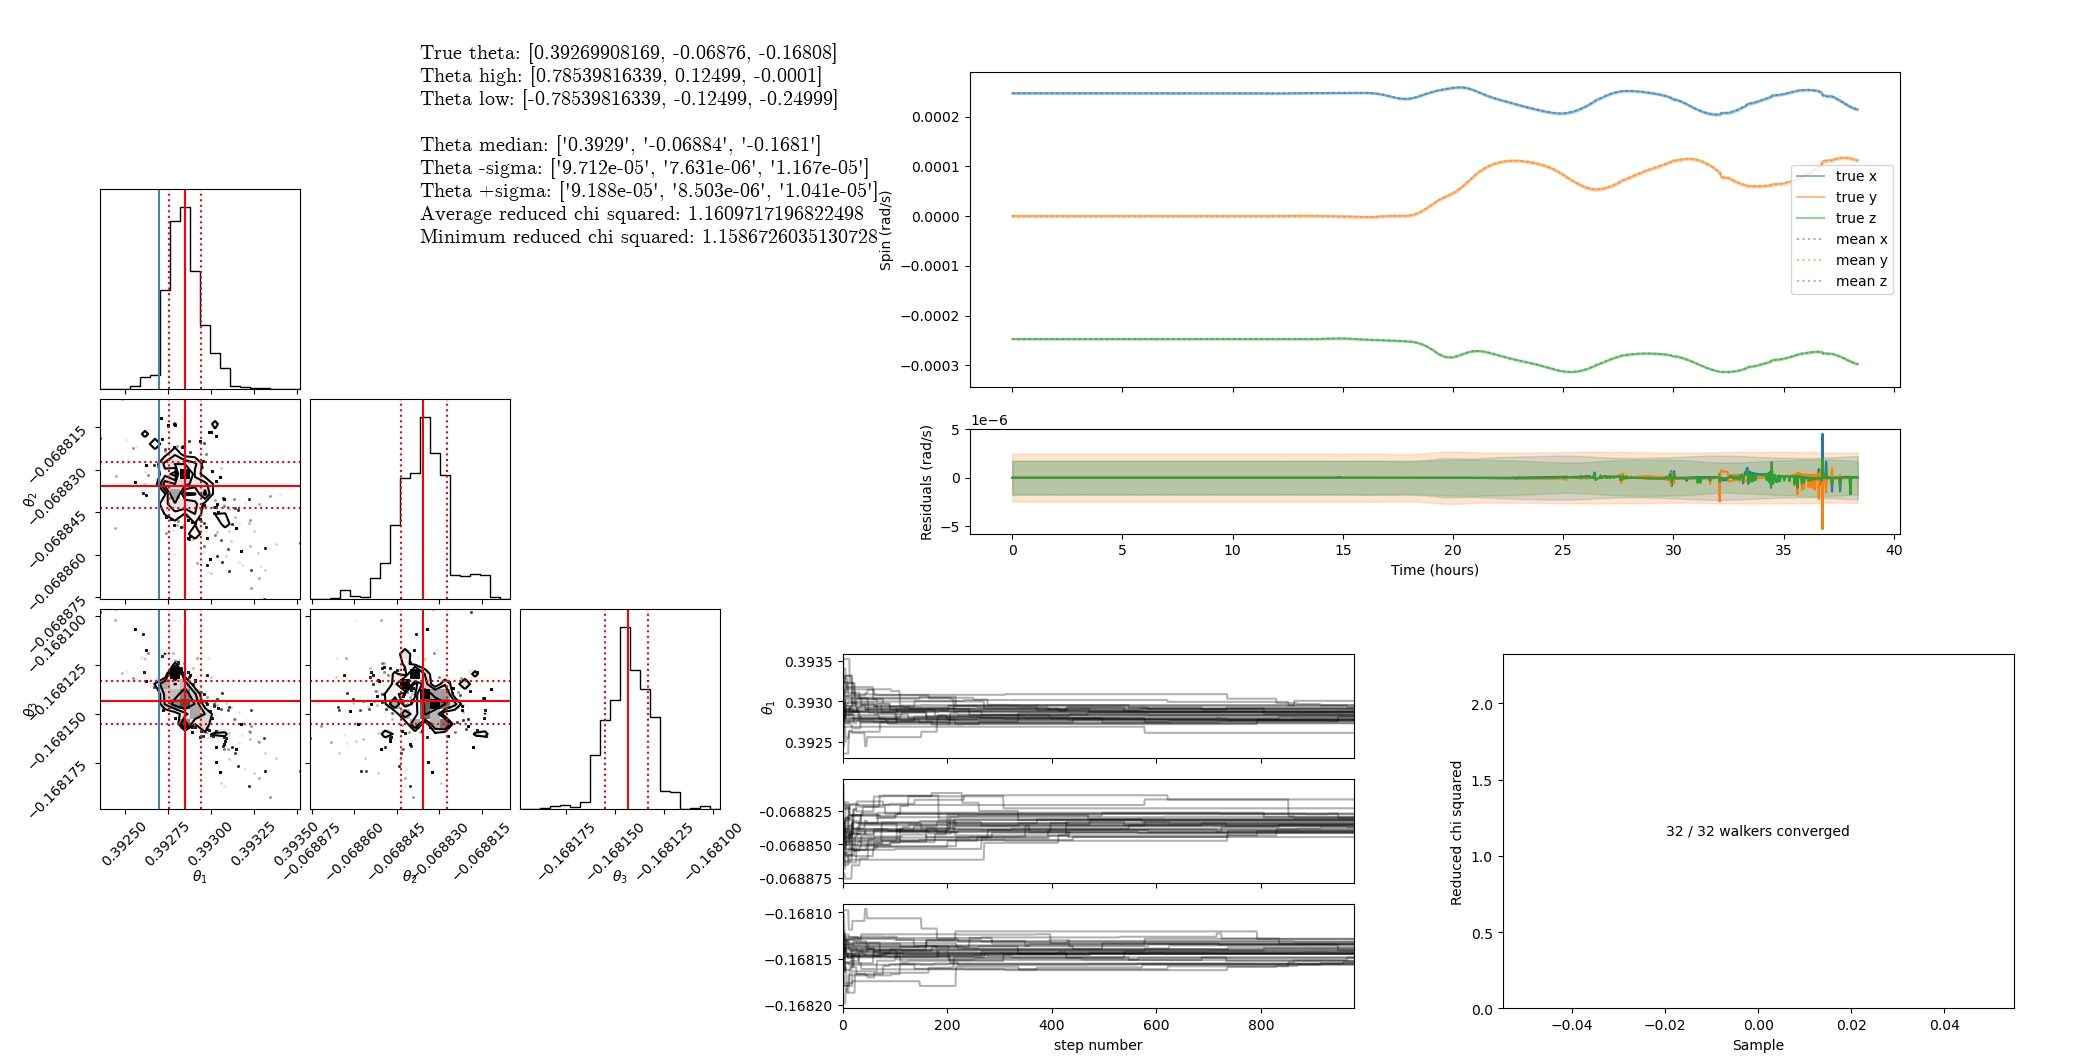 True theta: [0.39269908169, -0.06876, -0.16808]
Theta high: [0.78539816339, 0.12499, -0.0001]
Theta low: [-0.78539816339, -0.12499, -0.24999]
Theta median: ['0.3929', '-0.06884', '-0.1681']
Theta -sigma: ['9.712e-05', '7.631e-06', '1.167e-05']
Theta +sigma: ['9.188e-05', '8.503e-06', '1.041e-05']
Average reduced chi squared: 1.1609717196822498
Minimum reduced chi squared: 1.1586726035130728
0.0002
0.0001
0.0000
−0.0001
−0.0002
−0.0003
Spin (rad/s)
true x
true y
true z
mean x
mean y
mean z
1e−6
5
0
−5
Residuals (rad/s)
0 5 10 15 20 25 30 35 40
Time (hours)
−0.068815
−0.068830
−0.068845
−0.068860
−0.068875
θ2
−0.168100
−0.168125
−0.168150
−0.168175
θ3
0.39250 0.39275 0.39300 0.39325 0.39350
θ1
−0.068875 −0.068860 −0.068845 −0.068830 −0.068815
θ2
−0.168175 −0.168150 −0.168125 −0.168100
θ3
0.3935
0.3930
0.3925
θ1
−0.068825
−0.068850
−0.068875
−0.16810
−0.16815
−0.16820
0 200 400 600 800
step number
2.0
1.5
1.0
0.5
0.0
Reduced chi squared
32 / 32 walkers converged
−0.04 −0.02 0.00 0.02 0.04
Sample